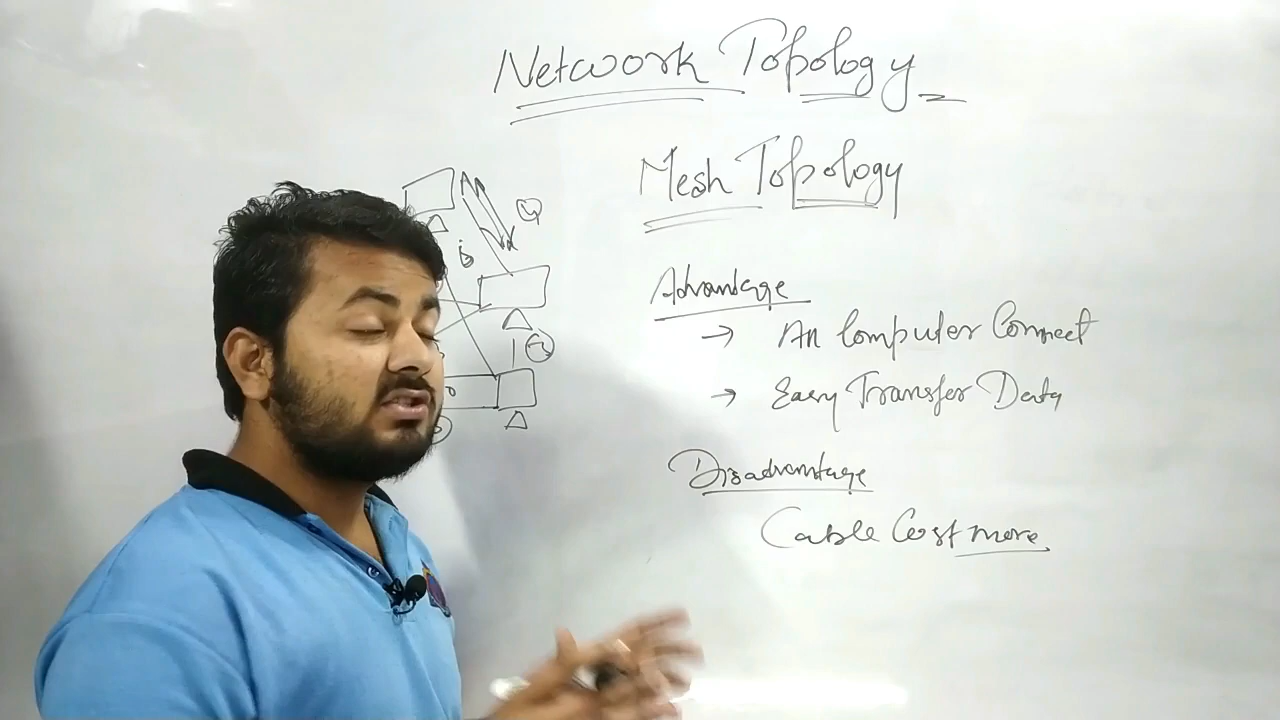 Network Topology
Mesh Topology
Advantage
→ All Computer Connect
→ Easy Transfer Data
Disadvantage
Cable Cost more